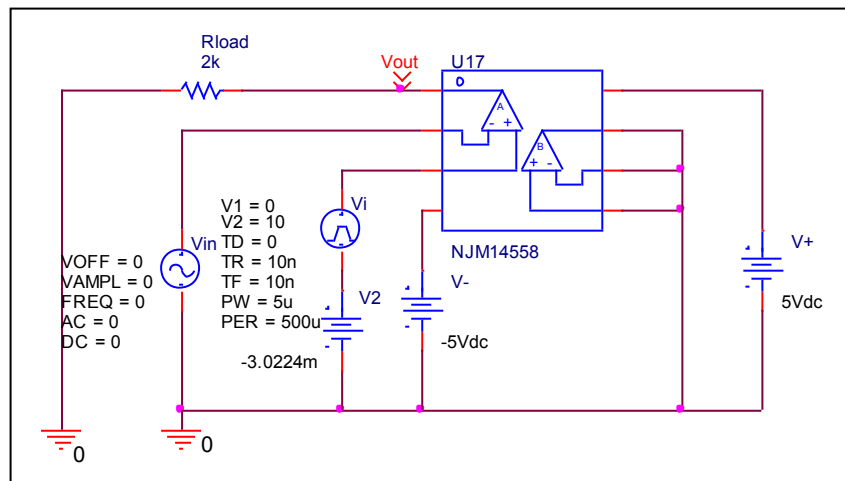 Rload
2k
Vout
U17
A
- +
B
+ -
Vi
V1 = 0
V2 = 10
TD = 0
TR = 10n
TF = 10n
PW = 5u
PER = 500u
Vin
VOFF = 0
VAMPL = 0
FREQ = 0
AC = 0
DC = 0
NJM14558
V+
5Vdc
V2
-3.0224m
V-
-5Vdc
0
0